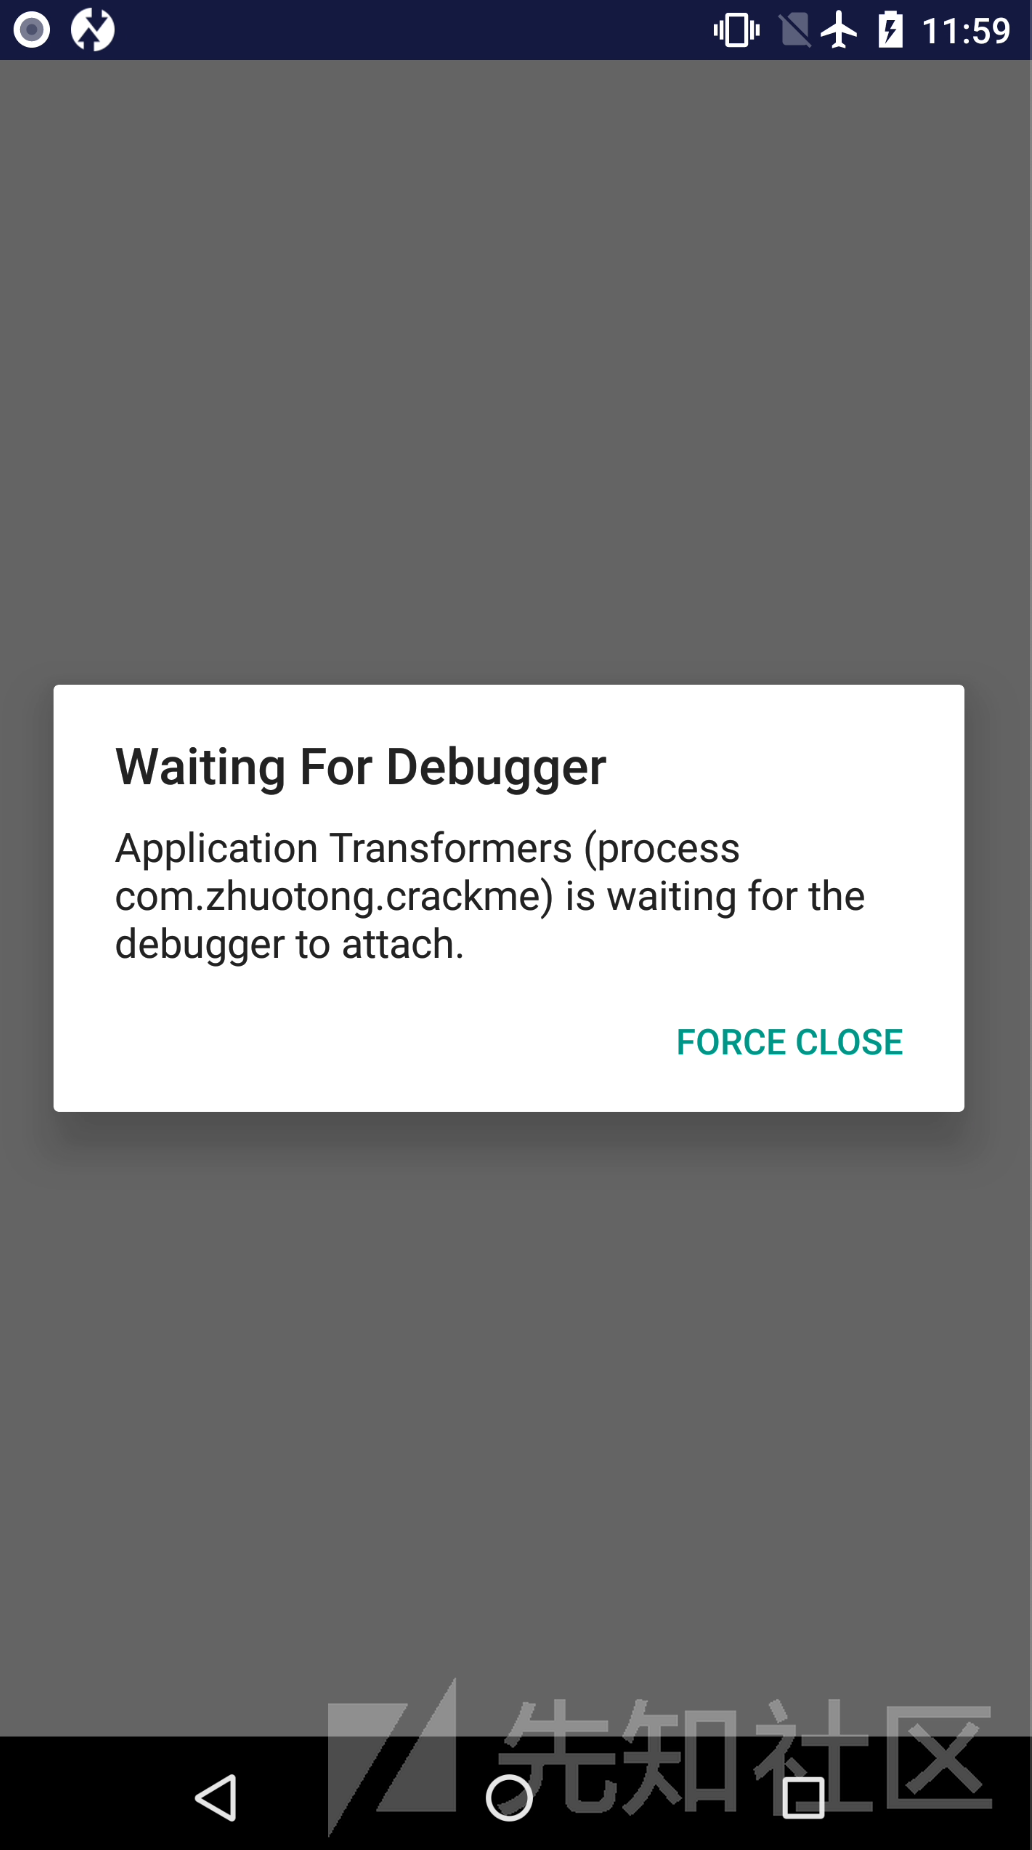 11:59
Waiting For Debugger
Application Transformers (process
com.zhuotong.crackme) is waiting for the
debugger to attach.
FORCE CLOSE
先知社区